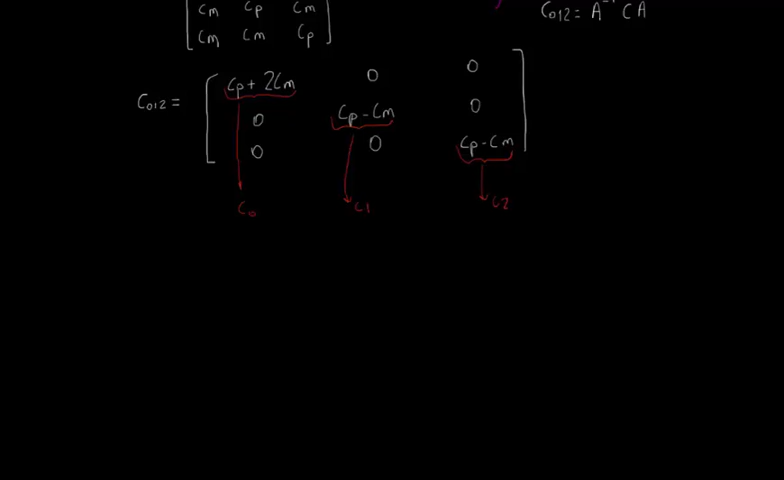 Cm Cp Cm
Cm Cm Cp
C012 = A⁻¹ C A
C012 =
Cp + 2Cm 0 0
0 Cp - Cm 0
0 0 Cp - Cm
C0 C1 C2